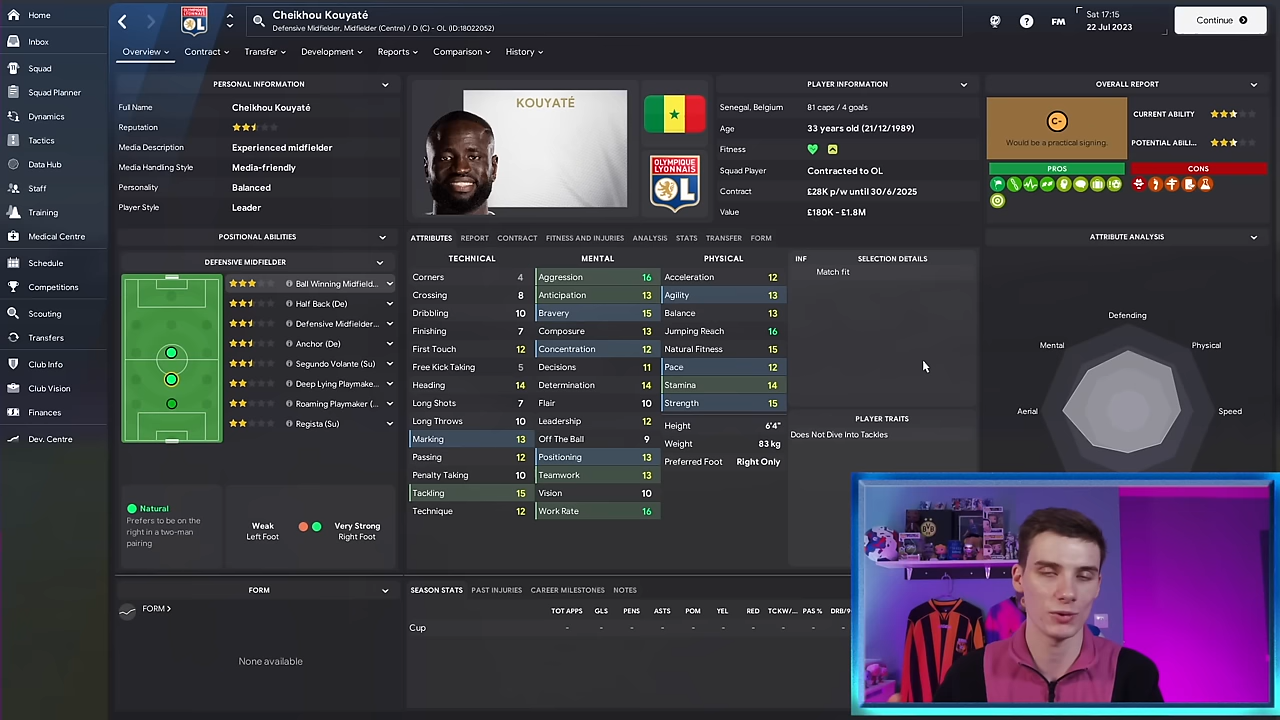 Home
Inbox
Squad
Squad Planner
Dynamics
Tactics
Data Hub
Staff
Training
Medical Centre
Schedule
Competitions
Scouting
Transfers
Club Info
Club Vision
Finances
Dev. Centre
OL
Cheikhou Kouyaté
Defensive Midfielder, Midfielder (Centre) / D (C) - OL (ID:18022052)
FM
Sat 17:15
22 Jul 2023
Continue
Overview
Contract
Transfer
Development
Reports
Comparison
History
PERSONAL INFORMATION
Full Name Cheikhou Kouyaté
Reputation
Media Description Experienced midfielder
Media Handling Style Media-friendly
Personality Balanced
Player Style Leader
KOUYATÉ
OLYMPIQUE
LYONNAIS
OL
PLAYER INFORMATION
Senegal, Belgium 81 caps / 4 goals
Age 33 years old (21/12/1989)
Fitness
Squad Player Contracted to OL
Contract £28K p/w until 30/6/2025
Value £180K - £1.8M
OVERALL REPORT
C-
Would be a practical signing.
CURRENT ABILITY
POTENTIAL ABILI...
PROS CONS
POSITIONAL ABILITIES
DEFENSIVE MIDFIELDER
Ball Winning Midfield...
Half Back (De)
Defensive Midfielder...
Anchor (De)
Segundo Volante (Su)
Deep Lying Playmake...
Roaming Playmaker (...
Regista (Su)
Natural
Prefers to be on the
right in a two-man
pairing
Weak
Left Foot
Very Strong
Right Foot
ATTRIBUTES REPORT CONTRACT FITNESS AND INJURIES ANALYSIS STATS TRANSFER FORM
TECHNICAL
Corners 4
Crossing 8
Dribbling 10
Finishing 7
First Touch 12
Free Kick Taking 5
Heading 14
Long Shots 7
Long Throws 10
Marking 13
Passing 12
Penalty Taking 10
Tackling 15
Technique 12
MENTAL
Aggression 16
Anticipation 13
Bravery 15
Composure 13
Concentration 12
Decisions 11
Determination 14
Flair 10
Leadership 12
Off The Ball 9
Positioning 13
Teamwork 13
Vision 10
Work Rate 16
PHYSICAL
Acceleration 12
Agility 13
Balance 13
Jumping Reach 16
Natural Fitness 15
Pace 12
Stamina 14
Strength 15
Height 6'4"
Weight 83 kg
Preferred Foot Right Only
INF SELECTION DETAILS
Match fit
PLAYER TRAITS
Does Not Dive Into Tackles
ATTRIBUTE ANALYSIS
Defending
Mental
Physical
Aerial
Speed
FORM
FORM
None available
SEASON STATS PAST INJURIES CAREER MILESTONES NOTES
TOT APPS GLS PENS ASTS POM YEL RED TCKW/... PAS % DRB/9
Cup - - - - - - - - - -